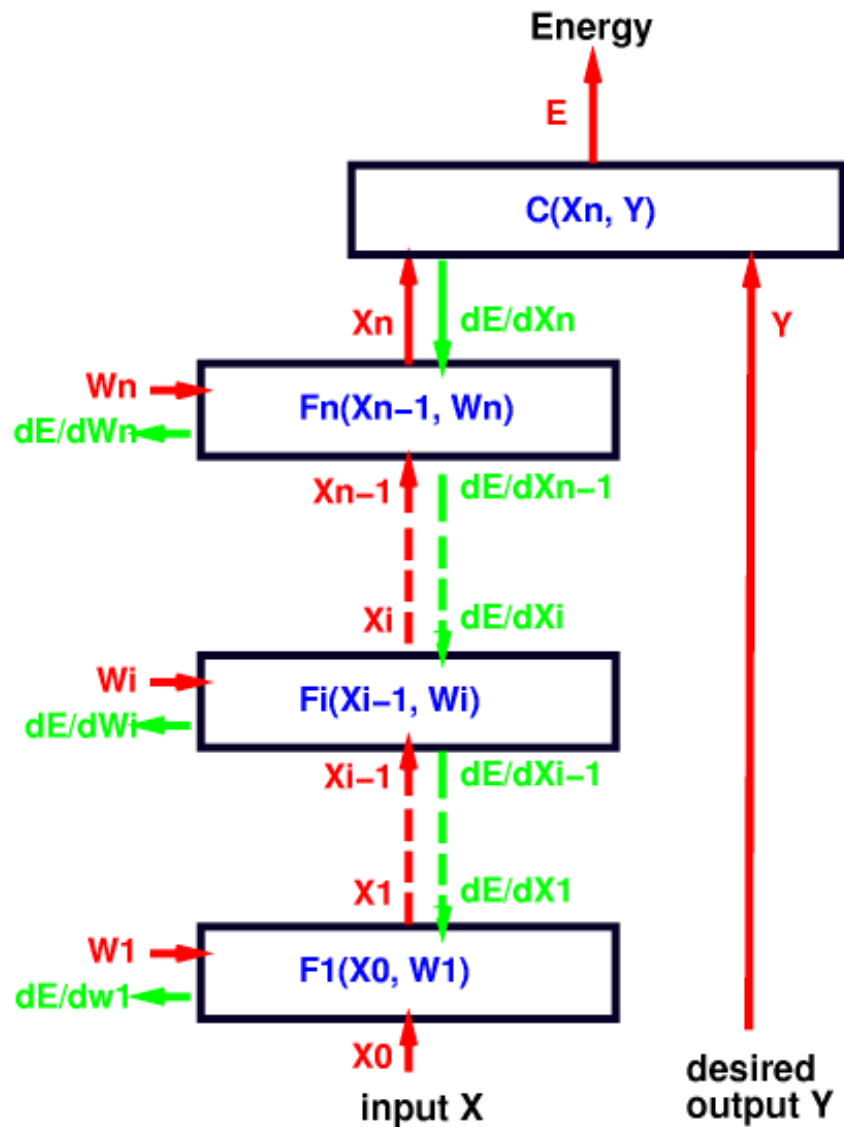 Energy
E
C(Xn, Y)
Xn
dE/dXn
Y
Wn
Fn(Xn−1, Wn)
dE/dWn
Xn−1
dE/dXn−1
Xi
dE/dXi
Wi
Fi(Xi−1, Wi)
dE/dWi
Xi−1
dE/dXi−1
X1
dE/dX1
W1
F1(X0, W1)
dE/dw1
X0
input X
desired
output Y